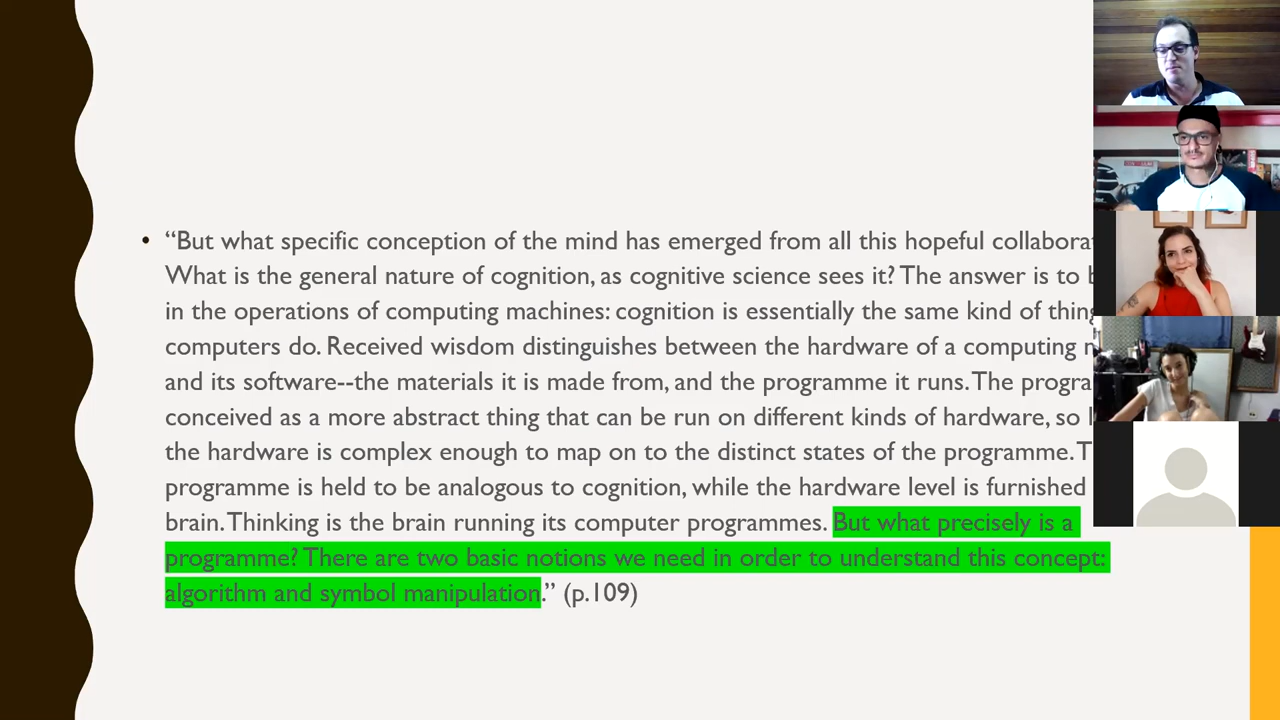 • “But what specific conception of the mind has emerged from all this hopeful
What is the general nature of cognition, as cognitive science sees it? The answer is to
in the operations of computing machines: cognition is essentially the same kind of
computers do. Received wisdom distinguishes between the hardware of a computing
and its software--the materials it is made from, and the programme it runs. The
conceived as a more abstract thing that can be run on different kinds of hardware, so
the hardware is complex enough to map on to the distinct states of the programme.
programme is held to be analogous to cognition, while the hardware level is furnished
brain. Thinking is the brain running its computer programmes. But what precisely is a
programme? There are two basic notions we need in order to understand this concept:
algorithm and symbol manipulation.” (p.109)